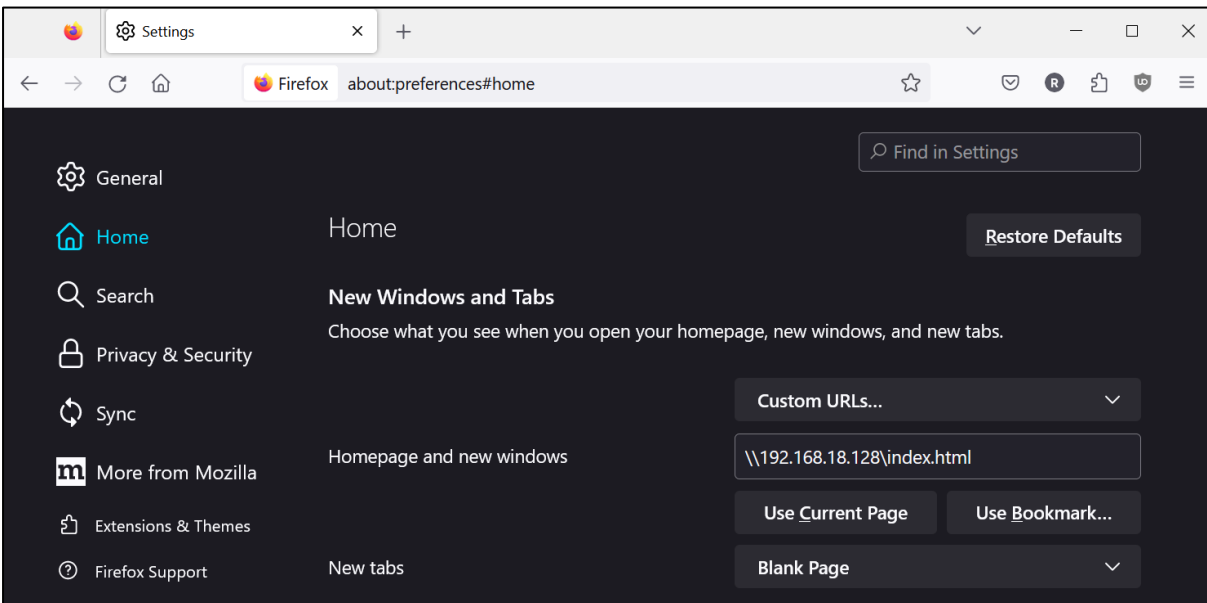 Settings
Firefox about:preferences#home
R
UD
Find in Settings
General
Home
Home
Restore Defaults
Search
New Windows and Tabs
Choose what you see when you open your homepage, new windows, and new tabs.
Privacy & Security
Custom URLs...
Sync
Homepage and new windows
\\192.168.18.128\index.html
m More from Mozilla
Use Current Page
Use Bookmark...
Extensions & Themes
New tabs
Blank Page
Firefox Support